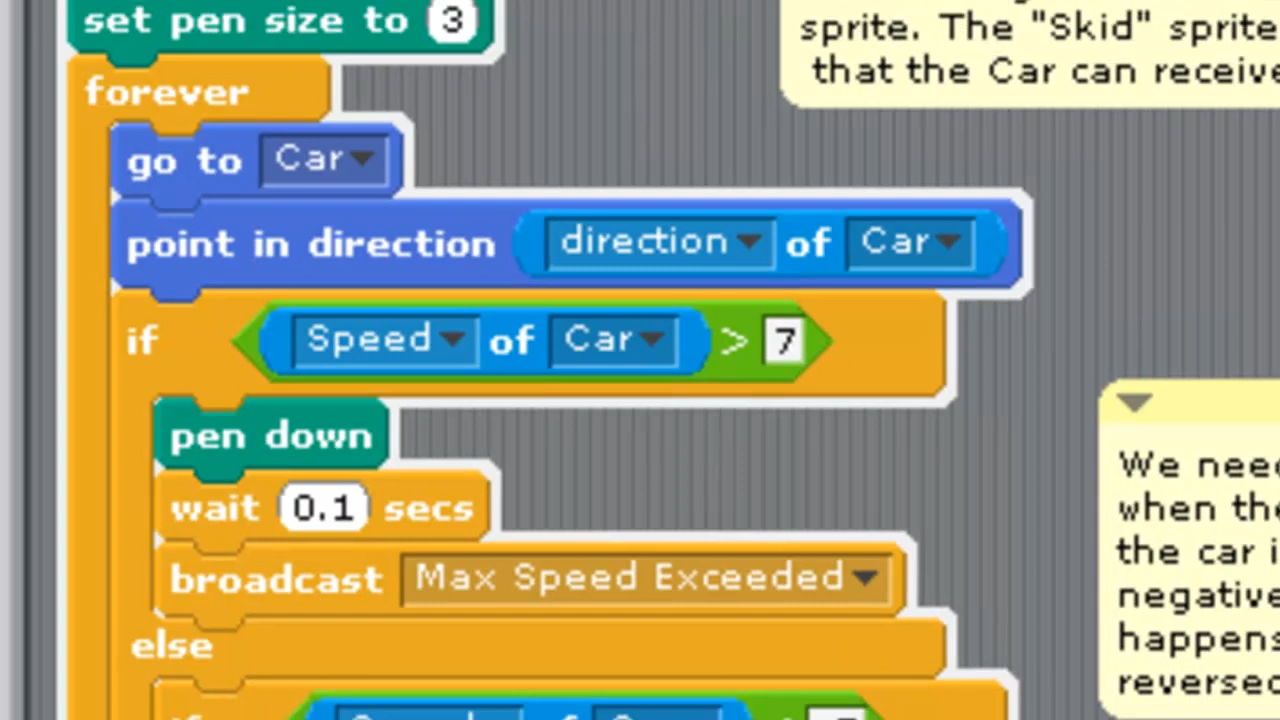 set pen size to 3
sprite. The "Skid" sprite
that the Car can receive
forever
go to Car
point in direction direction of Car
if Speed of Car > 7
pen down
wait 0.1 secs
broadcast Max Speed Exceeded
else
We need
when the
the car
negative
happens
reversed